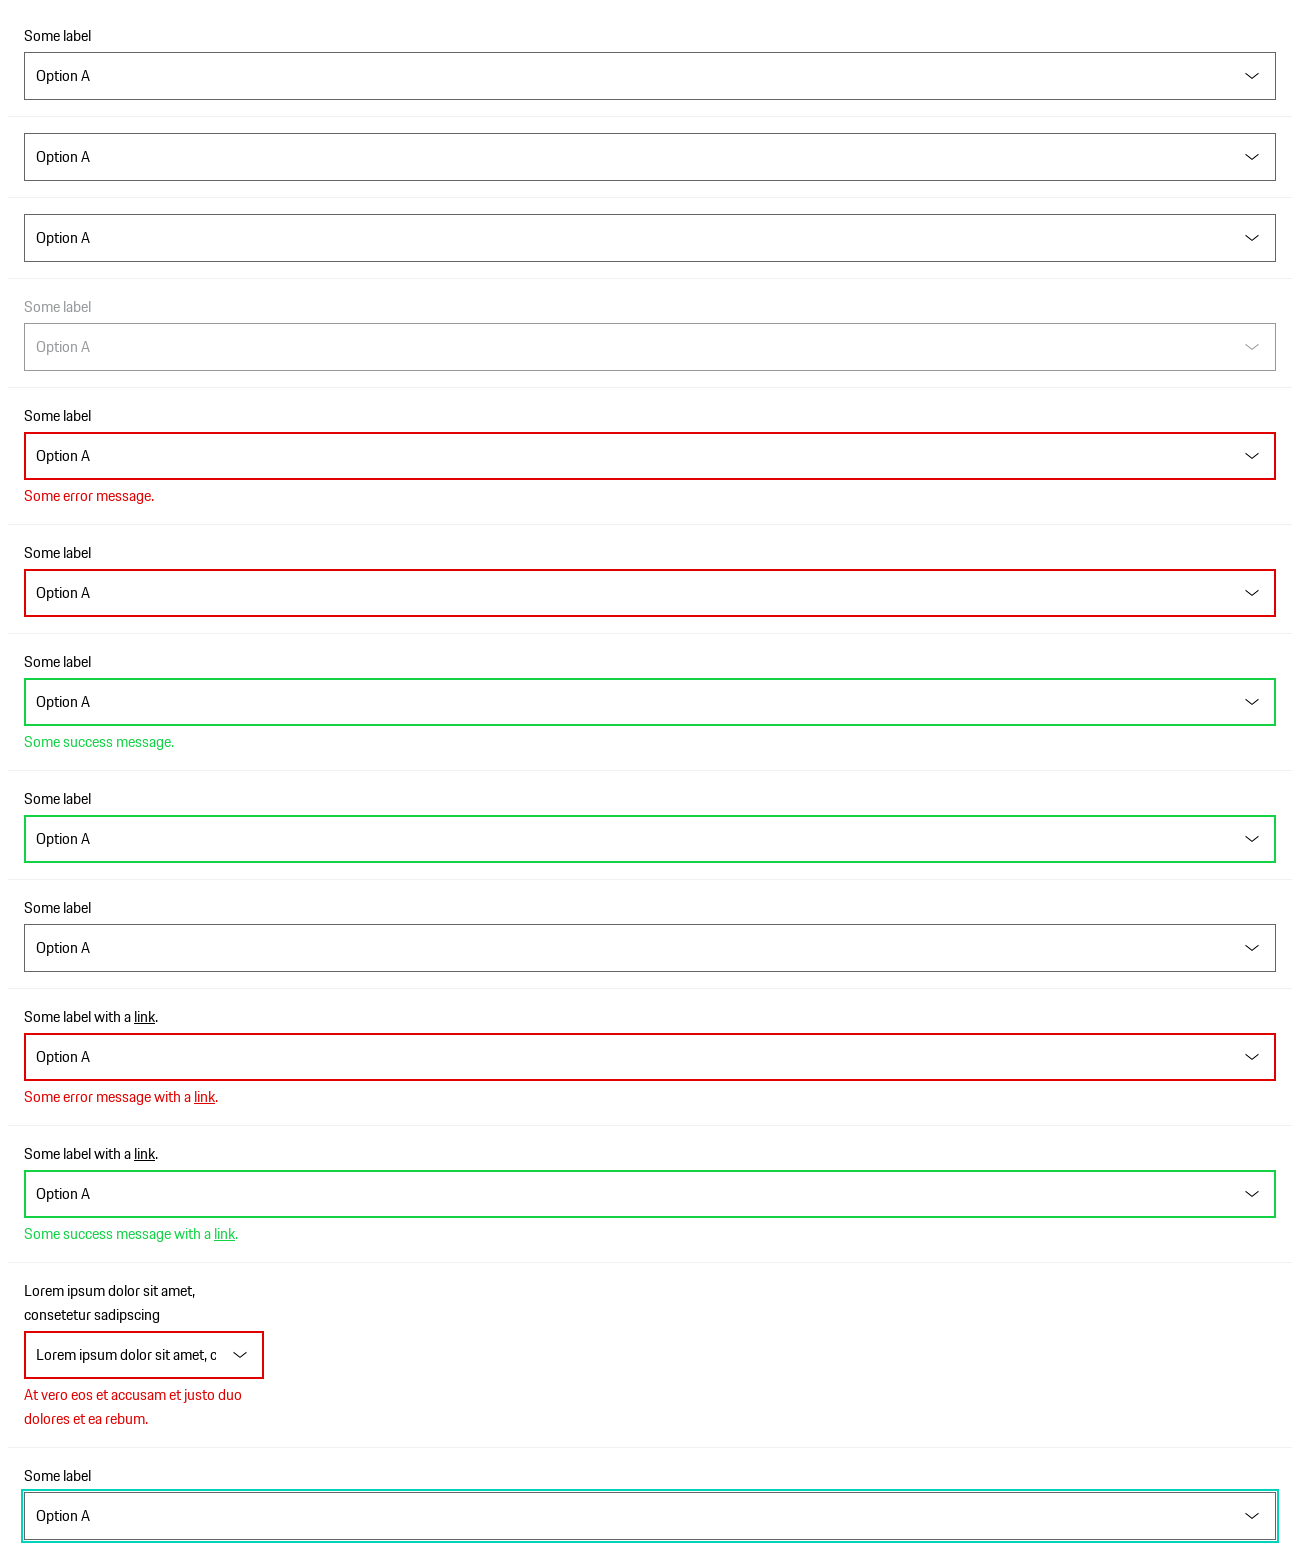 Some label
Option A
Option A
Option A
Some label
Option A
Some label
Option A
Some error message.
Some label
Option A
Some label
Option A
Some success message.
Some label
Option A
Some label
Option A
Some label with a link.
Option A
Some error message with a link.
Some label with a link.
Option A
Some success message with a link.
Lorem ipsum dolor sit amet,
consetetur sadipscing
Lorem ipsum dolor sit amet, c
At vero eos et accusam et justo duo
dolores et ea rebum.
Some label
Option A